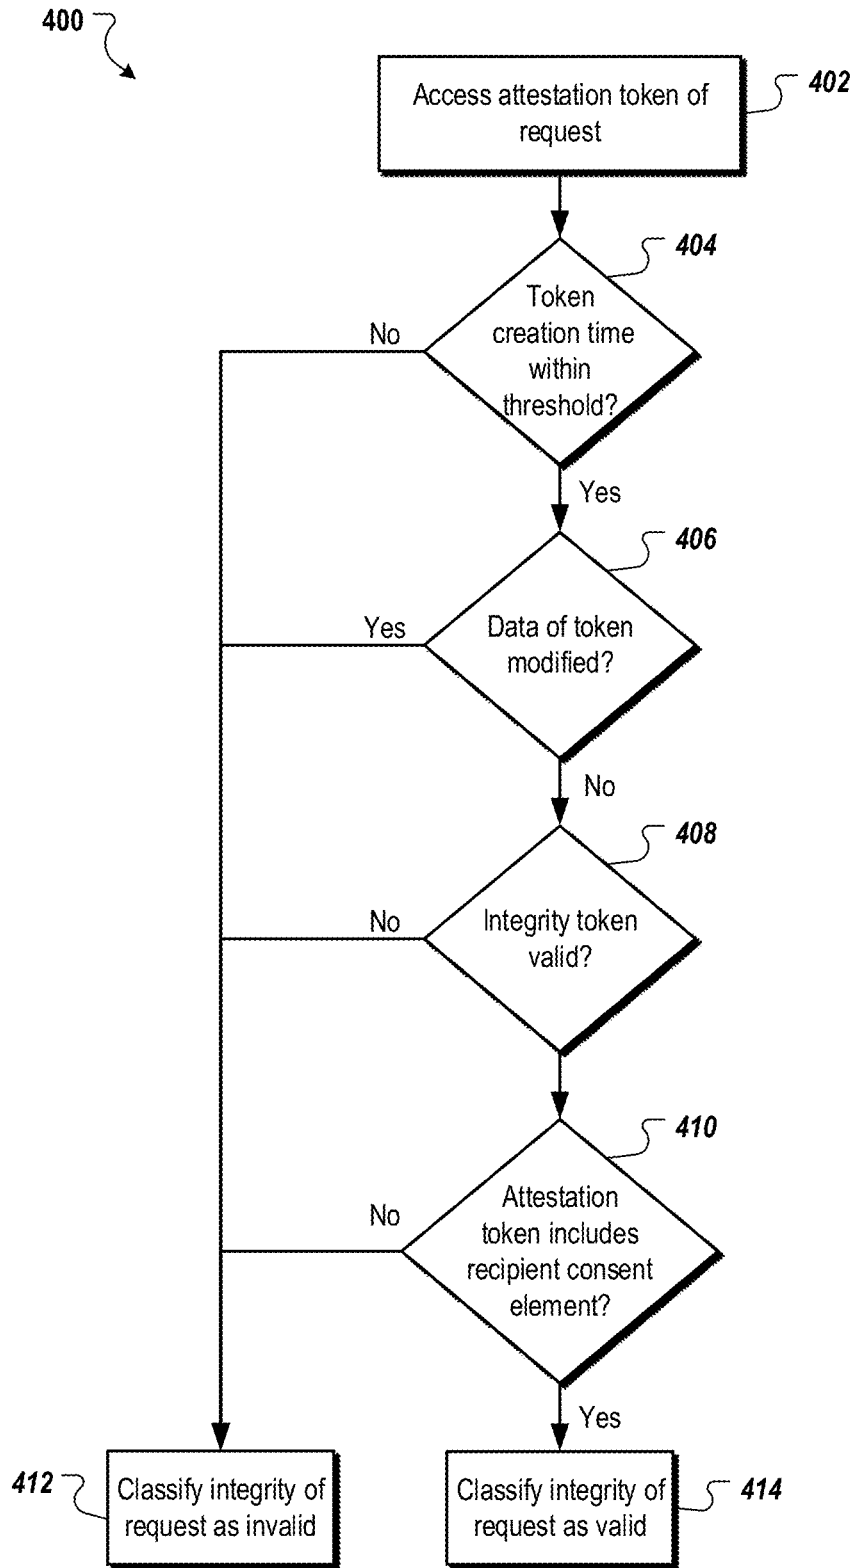 400
Access attestation token of
request
402
404
Token
creation time
within
threshold?
No
Yes
406
Data of token
modified?
Yes
No
408
Integrity token
valid?
No
410
Attestation
token includes
recipient consent
element?
No
Yes
412
Classify integrity of
request as invalid
Classify integrity of
request as valid
414